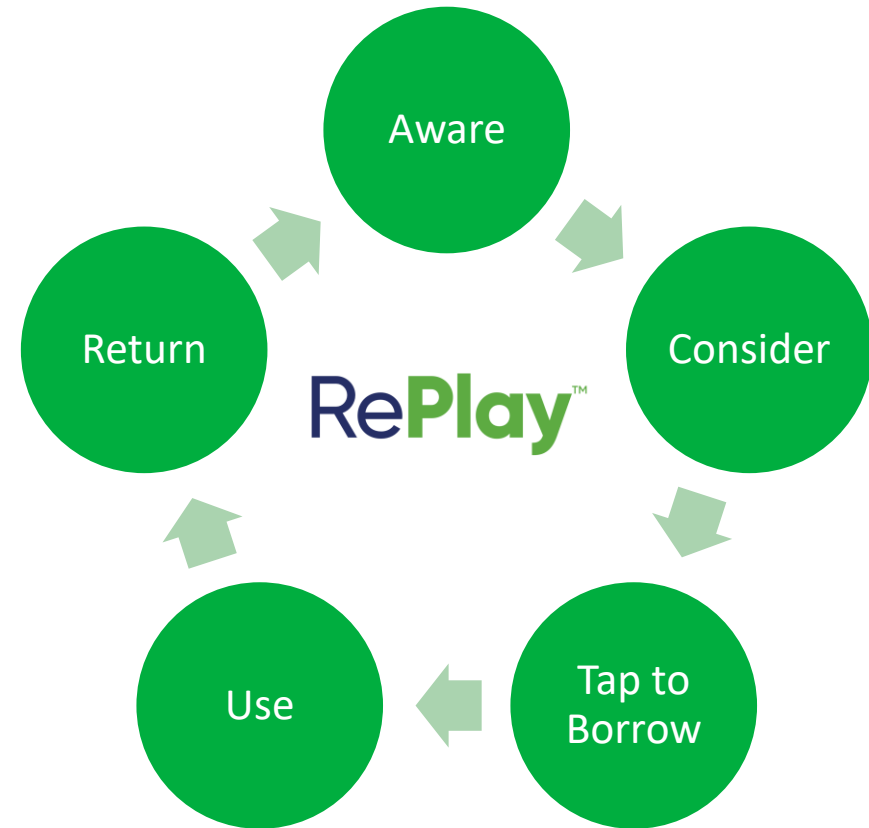 Aware
Consider
Tap to
Borrow
Use
Return
RePlay™